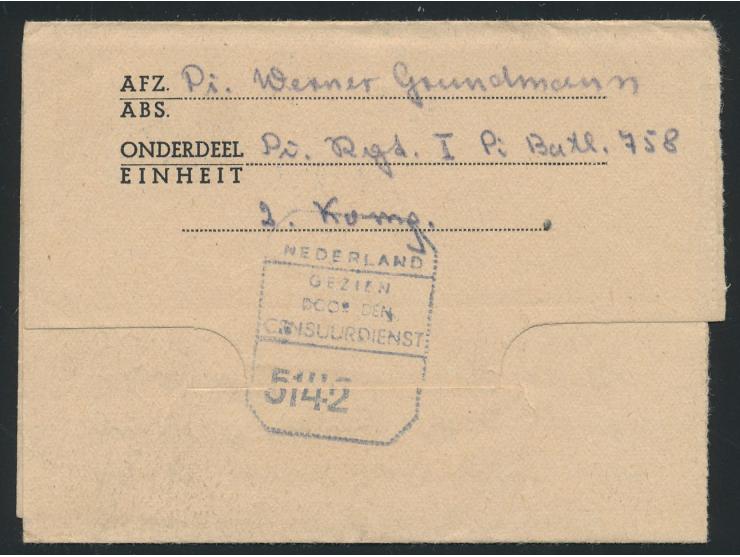 AFZ. Pi. Werner Grundmann
ABS.
ONDERDEEL Pi. Rgt. I Pi Batl. 758
EINHEIT
2. Komp.
NEDERLAND
GEZIEN
DOOR DEN
CENSUURDIENST
5142